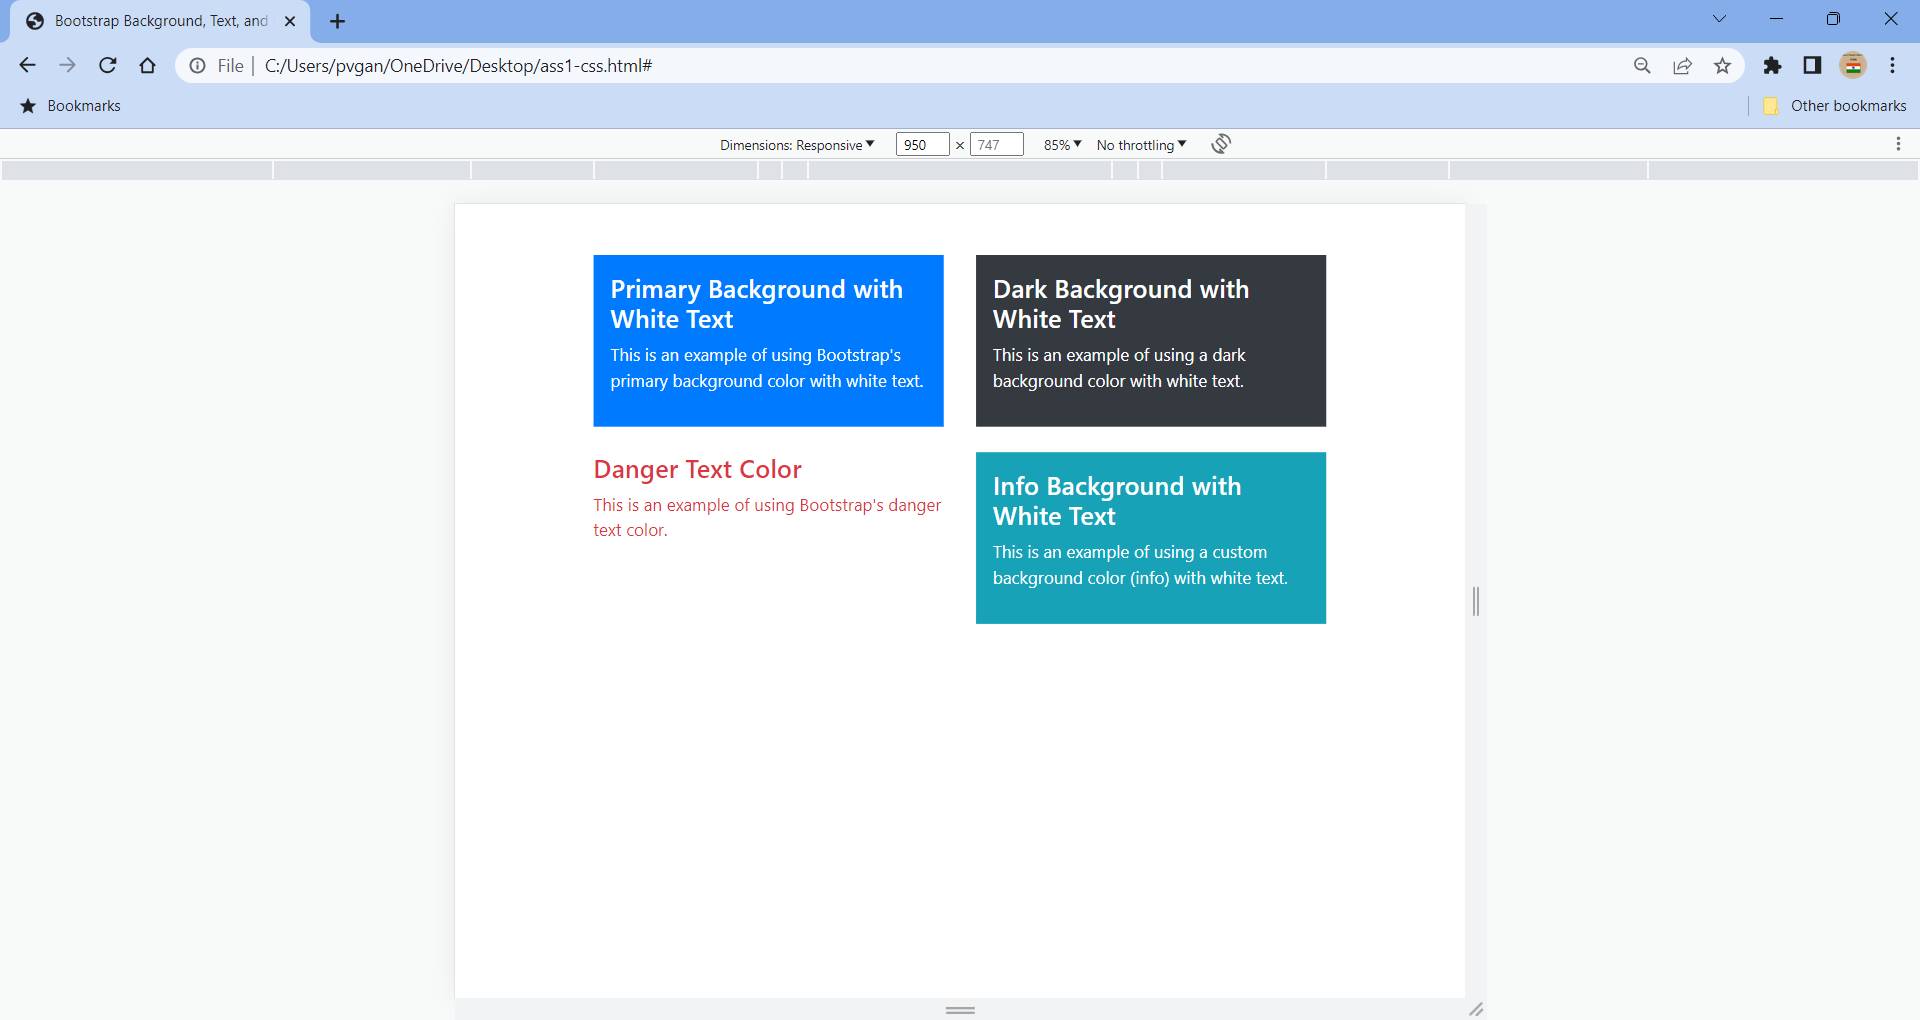 Bootstrap Background, Text, and
File
C:/Users/pvgan/OneDrive/Desktop/ass1-css.html#
Bookmarks
Other bookmarks
Dimensions: Responsive
950 × 747
85%
No throttling
Primary Background with
White Text
This is an example of using Bootstrap's
primary background color with white text.
Dark Background with
White Text
This is an example of using a dark
background color with white text.
Danger Text Color
This is an example of using Bootstrap's danger
text color.
Info Background with
White Text
This is an example of using a custom
background color (info) with white text.